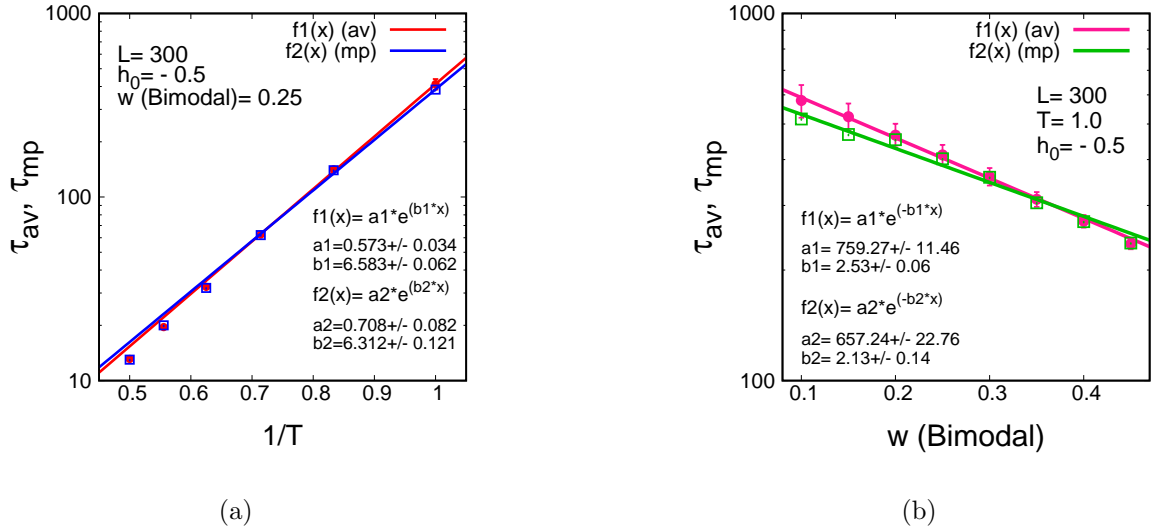 1000
100
10
τav, τmp
f1(x) (av)
f2(x) (mp)
L= 300
h0= - 0.5
w (Bimodal)= 0.25
f1(x)= a1*e(b1*x)
a1=0.573+/- 0.034
b1=6.583+/- 0.062
f2(x)= a2*e(b2*x)
a2=0.708+/- 0.082
b2=6.312+/- 0.121
0.5 0.6 0.7 0.8 0.9 1
1/T
(a)
1000
100
τav, τmp
f1(x) (av)
f2(x) (mp)
L= 300
T= 1.0
h0= - 0.5
f1(x)= a1*e(-b1*x)
a1= 759.27+/- 11.46
b1= 2.53+/- 0.06
f2(x)= a2*e(-b2*x)
a2= 657.24+/- 22.76
b2= 2.13+/- 0.14
0.1 0.2 0.3 0.4
w (Bimodal)
(b)